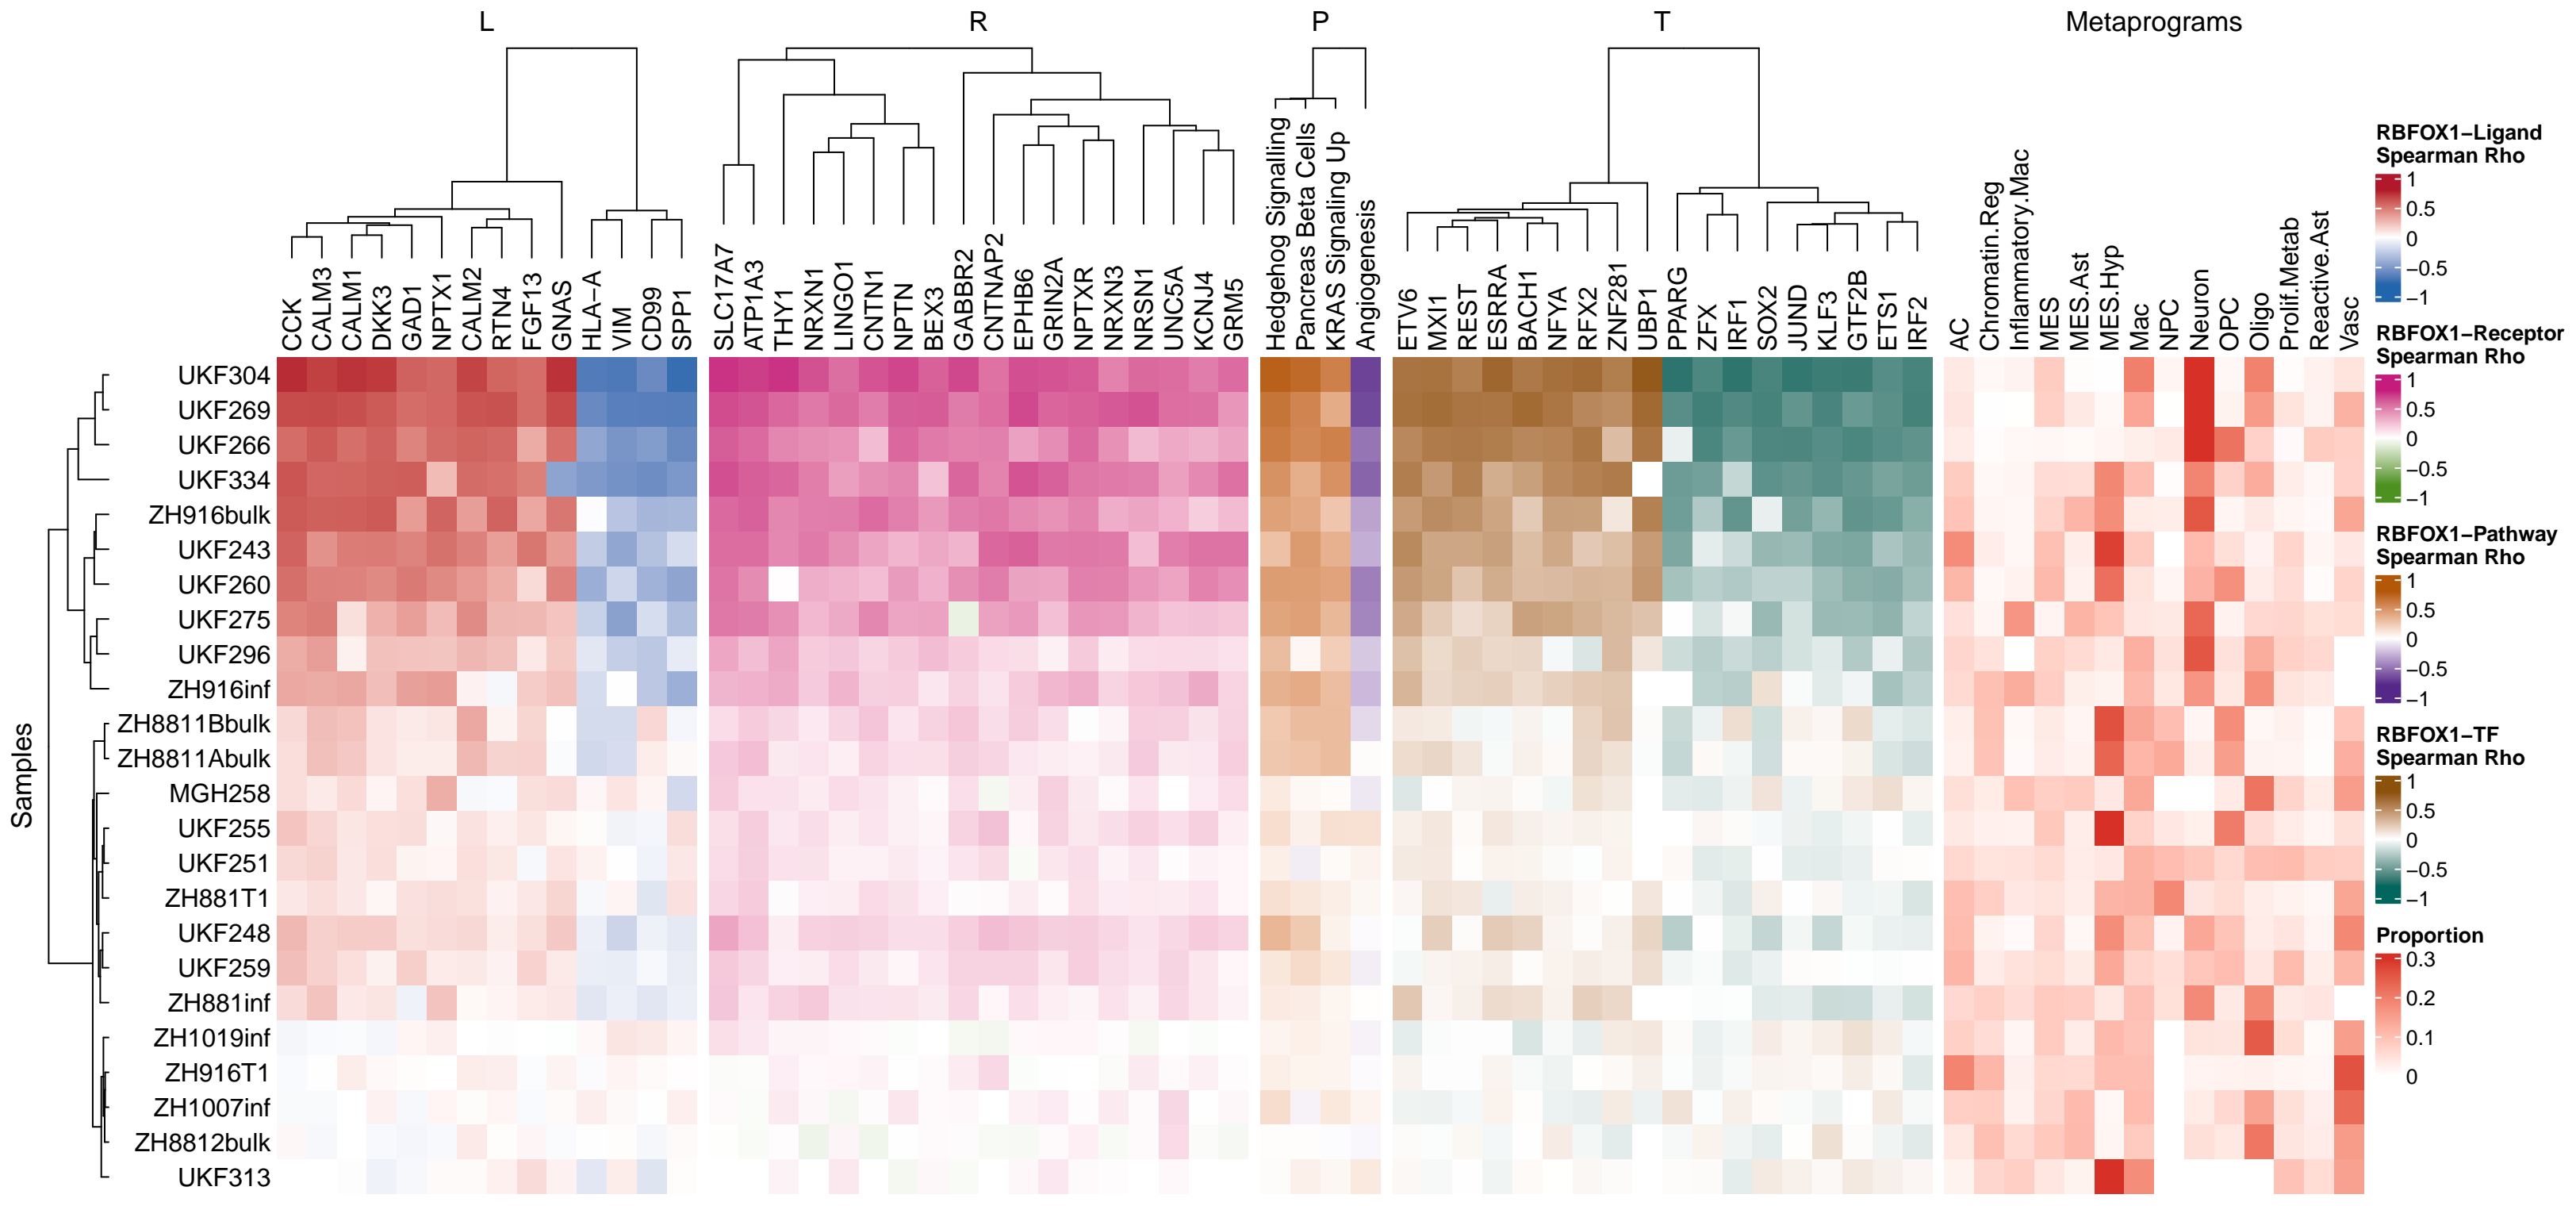 L
R
P
T
Metaprograms
CCK
CALM3
CALM1
DKK3
GAD1
NPTX1
CALM2
RTN4
FGF13
GNAS
HLA−A
VIM
CD99
SPP1
SLC17A7
ATP1A3
THY1
NRXN1
LINGO1
CNTN1
NPTN
BEX3
GABBR2
CNTNAP2
EPHB6
GRIN2A
NPTXR
NRXN3
NRSN1
UNC5A
KCNJ4
GRM5
Hedgehog Signalling
Pancreas Beta Cells
KRAS Signaling Up
Angiogenesis
ETV6
MXI1
REST
ESRRA
BACH1
NFYA
RFX2
ZNF281
UBP1
PPARG
ZFX
IRF1
SOX2
JUND
KLF3
GTF2B
ETS1
IRF2
AC
Chromatin.Reg
Inflammatory.Mac
MES
MES.Ast
MES.Hyp
Mac
NPC
Neuron
OPC
Oligo
Prolif.Metab
Reactive.Ast
Vasc
Samples
UKF304
UKF269
UKF266
UKF334
ZH916bulk
UKF243
UKF260
UKF275
UKF296
ZH916inf
ZH8811Bbulk
ZH8811Abulk
MGH258
UKF255
UKF251
ZH881T1
UKF248
UKF259
ZH881inf
ZH1019inf
ZH916T1
ZH1007inf
ZH8812bulk
UKF313
RBFOX1−Ligand
Spearman Rho
1
0.5
0
−0.5
−1
RBFOX1−Receptor
Spearman Rho
1
0.5
0
−0.5
−1
RBFOX1−Pathway
Spearman Rho
1
0.5
0
−0.5
−1
RBFOX1−TF
Spearman Rho
1
0.5
0
−0.5
−1
Proportion
0.3
0.2
0.1
0